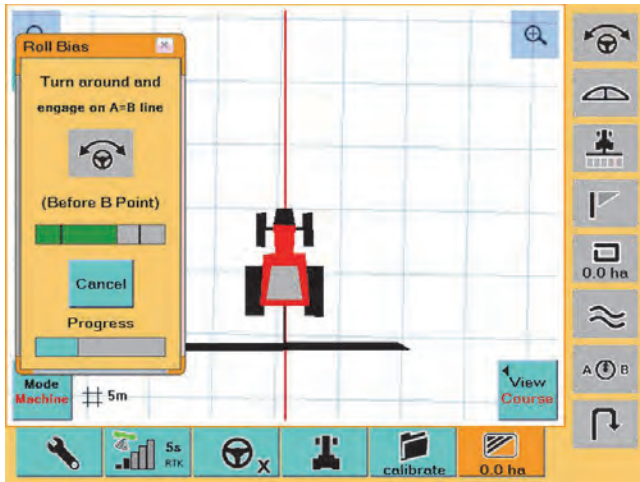 Roll Bias
Turn around and
engage on A=B line
(Before B Point)
Cancel
Progress
Mode
Machine
5m
View
Course
0.0 ha
A B
5s
RTK
X
calibrate
0.0 ha